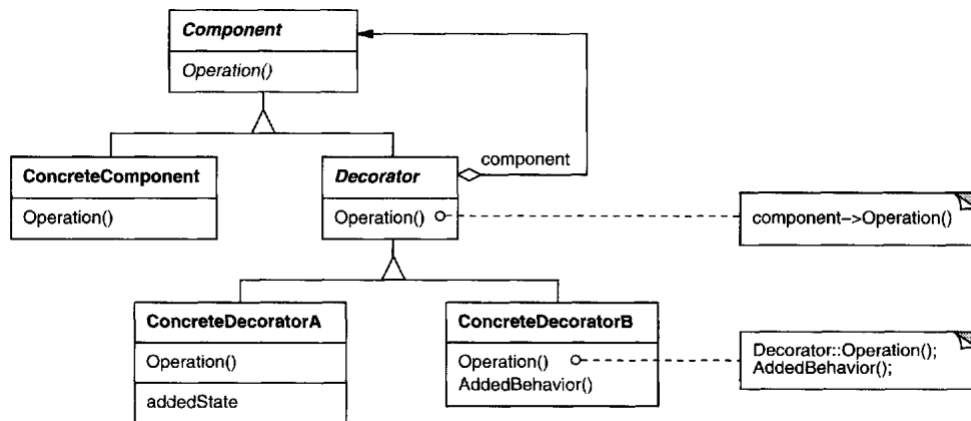 Component
Operation()
component
ConcreteComponent
Operation()
Decorator
Operation()
component–>Operation()
ConcreteDecoratorA
Operation()
addedState
ConcreteDecoratorB
Operation()
AddedBehavior()
Decorator::Operation();
AddedBehavior();